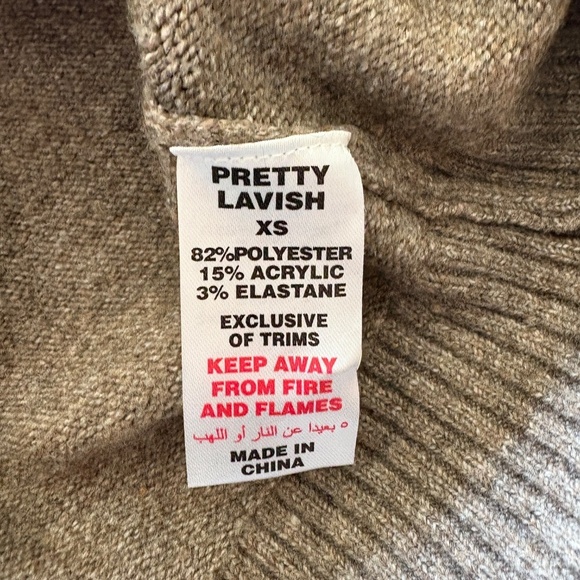 PRETTY
LAVISH
XS
82%POLYESTER
15% ACRYLIC
3% ELASTANE
EXCLUSIVE
OF TRIMS
KEEP AWAY
FROM FIRE
AND FLAMES
ه بعيدا عن النار أو اللهب
MADE IN
CHINA